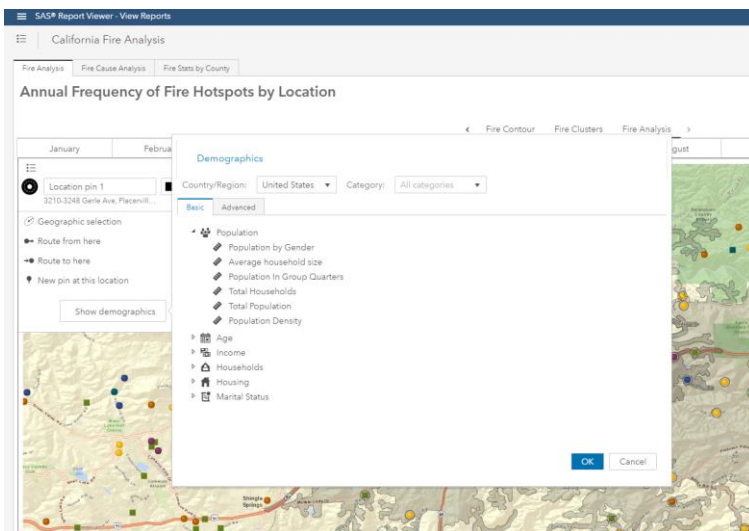 SAS® Report Viewer - View Reports
California Fire Analysis
Fire Analysis Fire Cause Analysis Fire Stats by County
Annual Frequency of Fire Hotspots by Location
Fire Contour Fire Clusters Fire Analysis
January Februa gust
Demographics
Country/Region: United States Category: All categories
Location pin 1
3210-3248 Gerle Ave, Placervill...
Basic Advanced
Geographic selection
Route from here
Route to here
New pin at this location
Show demographics
Population
Population by Gender
Average household size
Population In Group Quarters
Total Households
Total Population
Population Density
Age
Income
Households
Housing
Marital Status
OK Cancel
Shingle
Springs